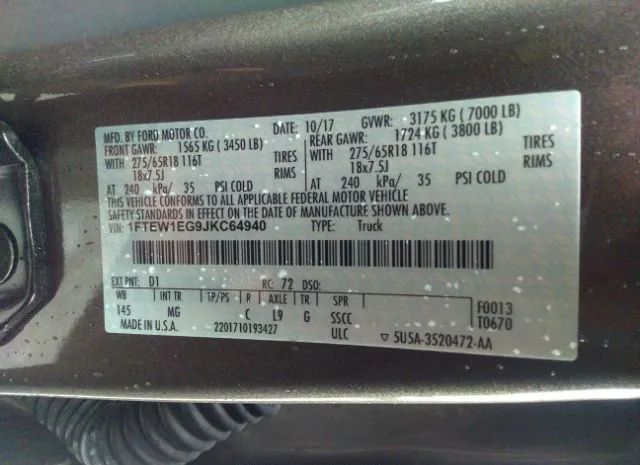 MFD. BY FORD MOTOR CO. 10/17 GVWR: 3175 KG ( 7000 LB)
FRONT GAWR: 1565 KG ( 3450 LB) REAR GAWR: 1724 KG ( 3800 LB)
WITH 275/65R18 116T TIRES WITH 275/65R18 116T TIRES
18x7.5J RIMS 18x7.5J RIMS
AT 240 kPa/ 35 PSI COLD AT 240 kPa/ 35 PSI COLD
THIS VEHICLE CONFORMS TO ALL APPLICABLE FEDERAL MOTOR VEHICLE
SAFTEY AND THEFT PREVENTION STANDARDS IN EFFECT ON THE DATE OF MANUFACTURE SHOWN ABOVE.
VIN: 1FTEW1EG9JKC64940 TYPE: Truck
EXT PNT: D1 RC: 72 DSO:
WB INT TR TP/PS R AXLE TR SPR F0013
145 MG C L9 G SSCC T0670
MADE IN U.S.A. 2201710193427 ULC ▽ 5U5A-3520472-AA